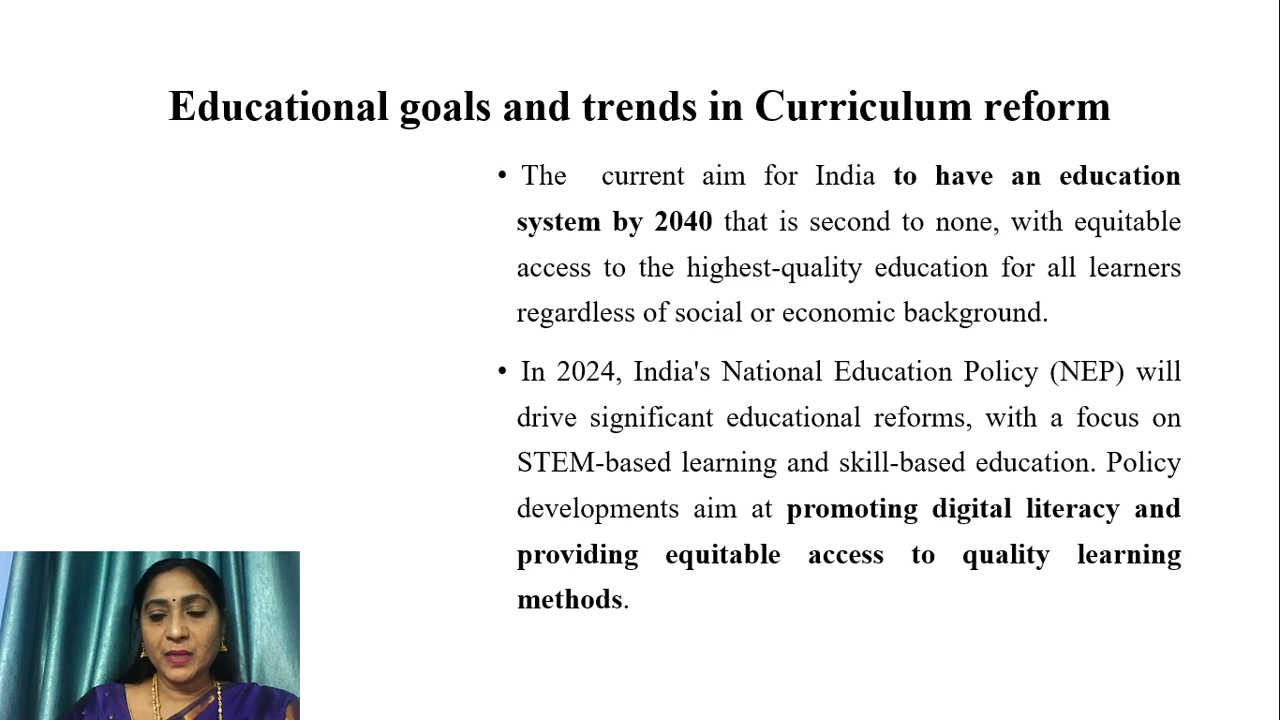 Educational goals and trends in Curriculum reform
• The current aim for India to have an education
system by 2040 that is second to none, with equitable
access to the highest-quality education for all learners
regardless of social or economic background.
• In 2024, India's National Education Policy (NEP) will
drive significant educational reforms, with a focus on
STEM-based learning and skill-based education. Policy
developments aim at promoting digital literacy and
providing equitable access to quality learning
methods.